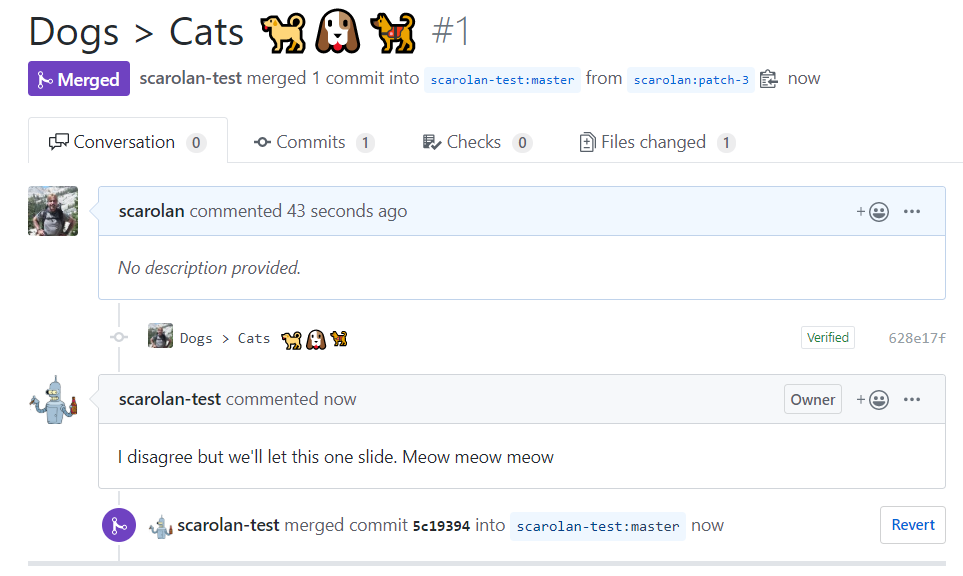 Dogs > Cats 🐕 🐶 🐕‍🦺 #1
Merged scarolan-test merged 1 commit into scarolan-test:master from scarolan:patch-3 now
Conversation 0 Commits 1 Checks 0 Files changed 1
scarolan commented 43 seconds ago
No description provided.
Dogs > Cats 🐕 🐶 🐕‍🦺 Verified 628e17f
scarolan-test commented now Owner
I disagree but we'll let this one slide. Meow meow meow
scarolan-test merged commit 5c19394 into scarolan-test:master now Revert